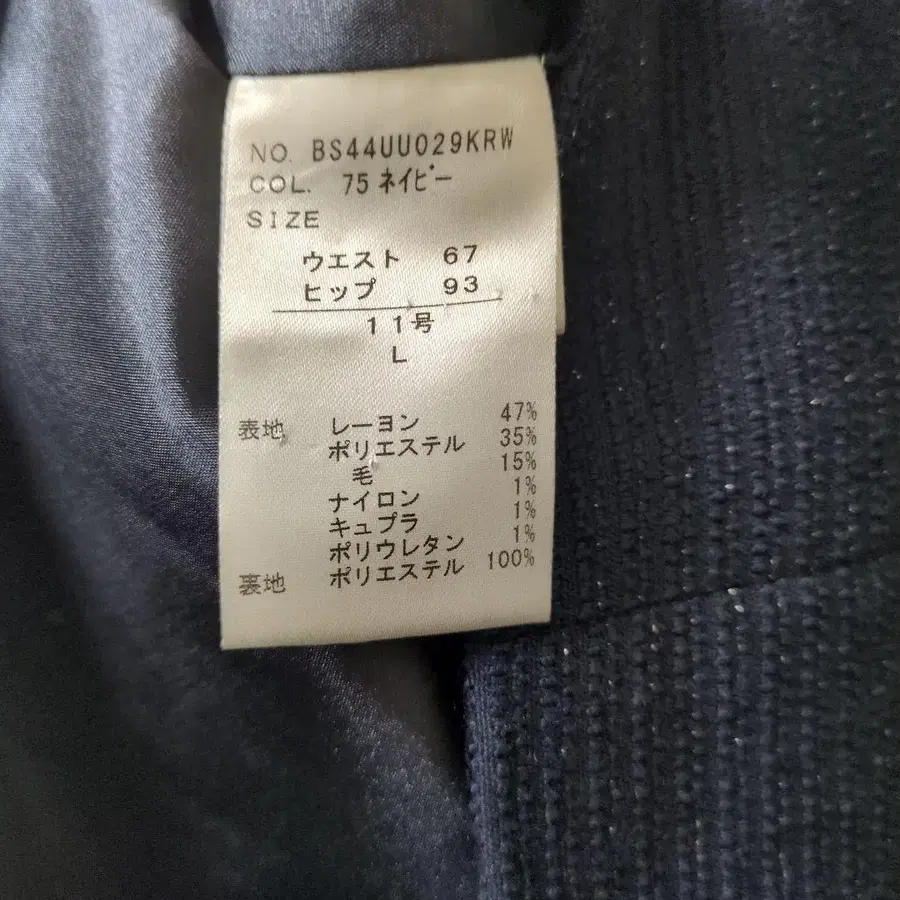 NO. BS44UU029KRW
COL. 75 ネイビー
SIZE
ウエスト 67
ヒップ 93
11号
L
表地 レーヨン 47%
ポリエステル 35%
毛 15%
ナイロン 1%
キュプラ 1%
ポリウレタン 1%
裏地 ポリエステル 100%